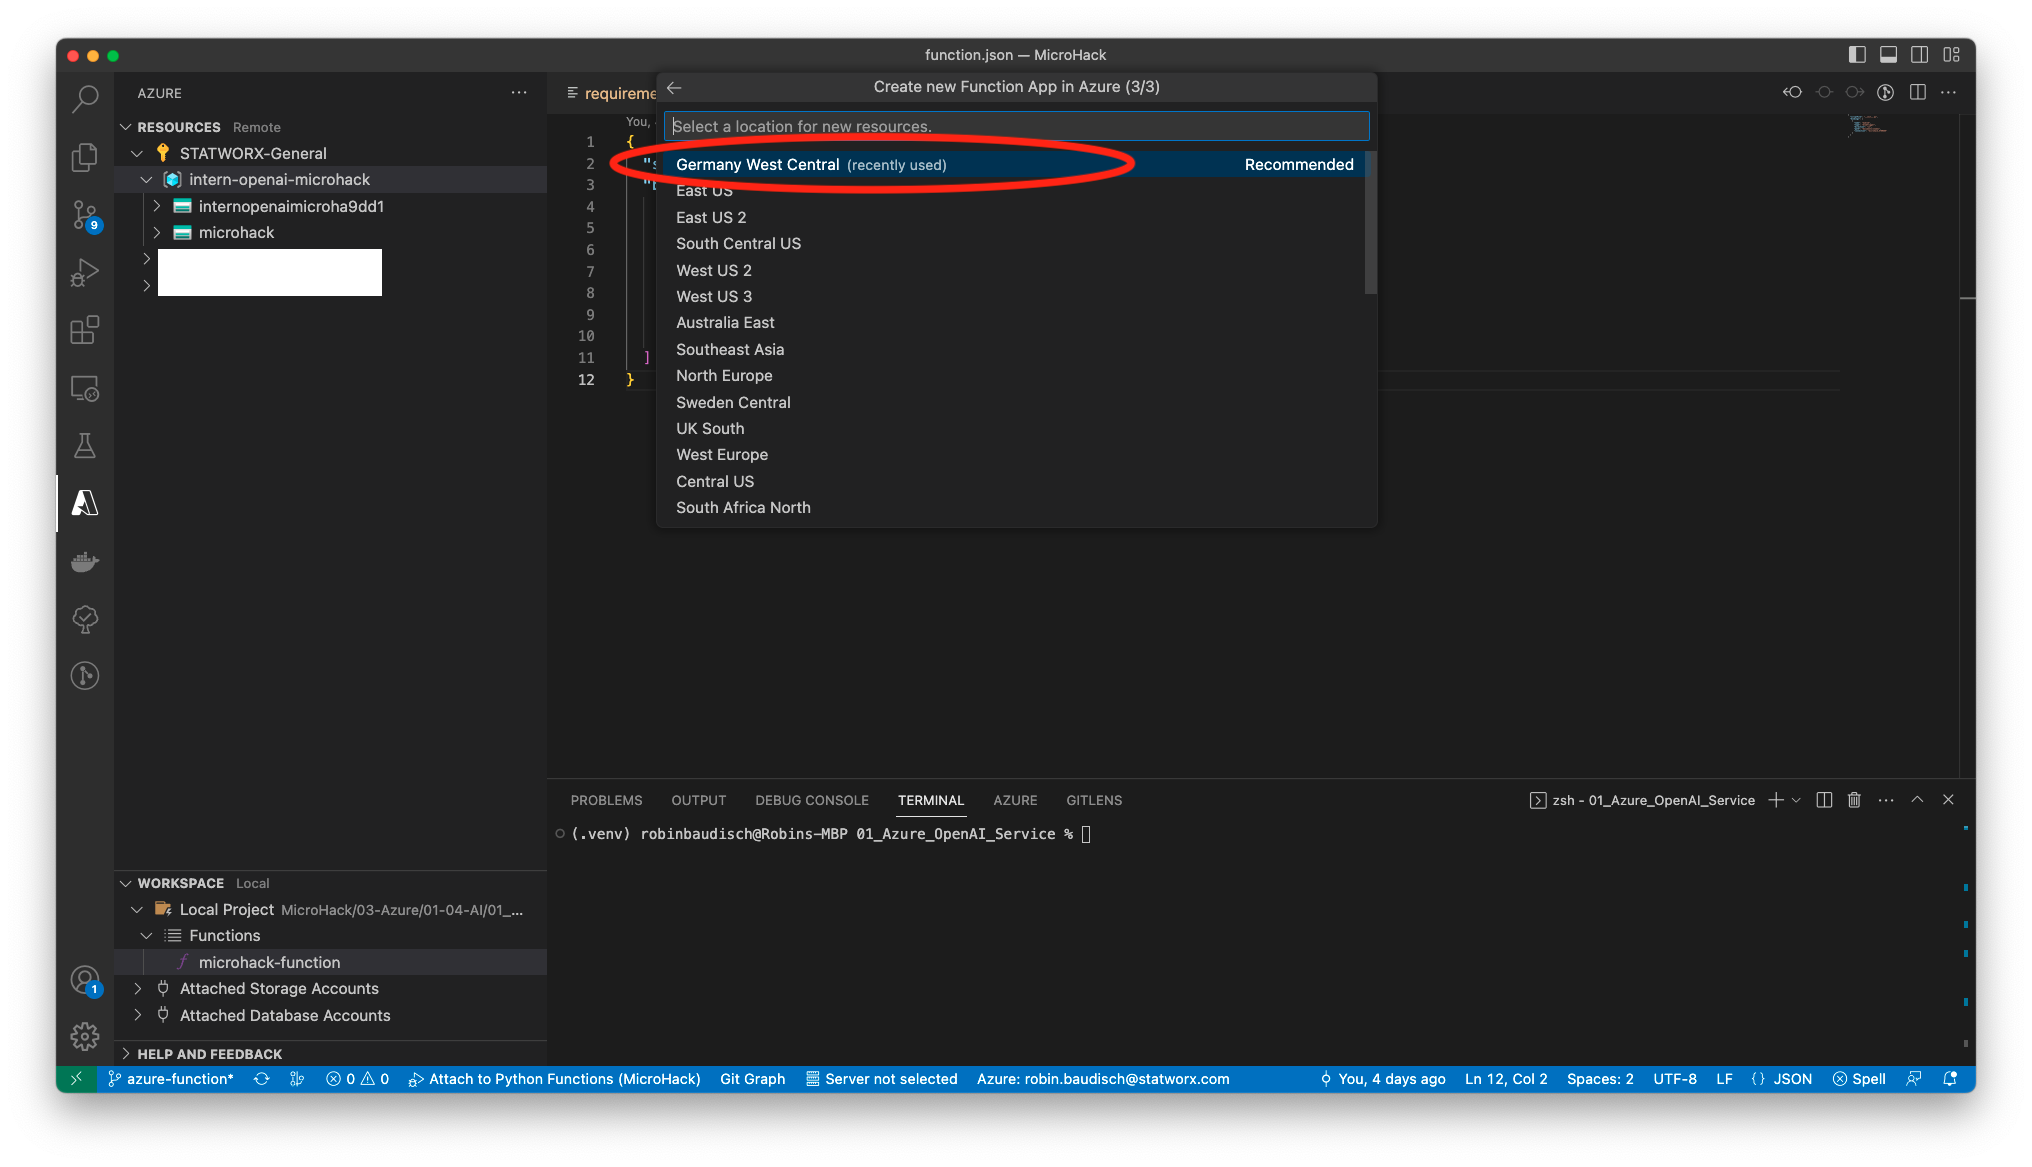 function.json — MicroHack
AZURE
RESOURCES Remote
STATWORX-General
intern-openai-microhack
internopenaimicroha9dd1
microhack
9
requireme
Create new Function App in Azure (3/3)
Select a location for new resources.
Germany West Central (recently used) Recommended
East US
East US 2
South Central US
West US 2
West US 3
Australia East
Southeast Asia
North Europe
Sweden Central
UK South
West Europe
Central US
South Africa North
You,
1 {
2
3
4
5
6
7
8
9
10
11 ]
12 }
PROBLEMS OUTPUT DEBUG CONSOLE TERMINAL AZURE GITLENS
zsh - 01_Azure_OpenAI_Service
(.venv) robinbaudisch@Robins-MBP 01_Azure_OpenAI_Service %
WORKSPACE Local
Local Project MicroHack/03-Azure/01-04-AI/01_...
Functions
microhack-function
Attached Storage Accounts
Attached Database Accounts
1
HELP AND FEEDBACK
azure-function* 0 0 Attach to Python Functions (MicroHack) Git Graph Server not selected Azure: robin.baudisch@statworx.com You, 4 days ago Ln 12, Col 2 Spaces: 2 UTF-8 LF {} JSON Spell